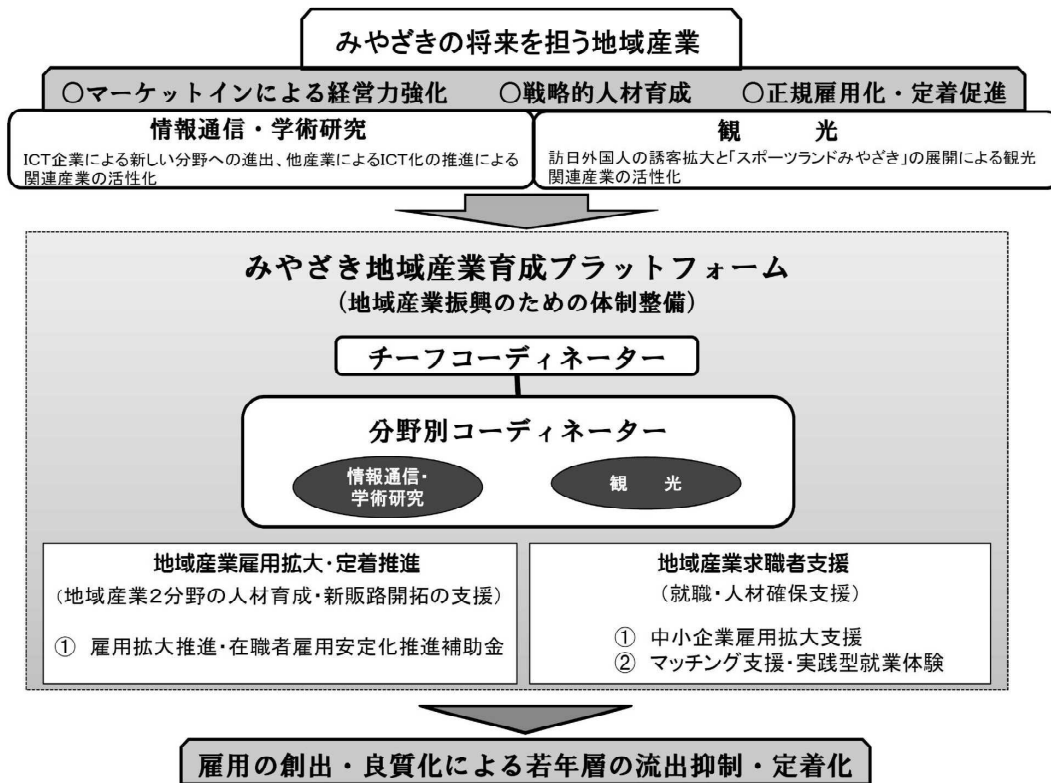 みやざきの将来を担う地域産業
○マーケットインによる経営力強化　○戦略的人材育成　○正規雇用化・定着促進
情報通信・学術研究
ICT企業による新しい分野への進出、他産業によるICT化の推進による
関連産業の活性化
観　光
訪日外国人の誘客拡大と「スポーツランドみやざき」の展開による観光
関連産業の活性化
みやざき地域産業育成プラットフォーム
（地域産業振興のための体制整備）
チーフコーディネーター
分野別コーディネーター
情報通信・
学術研究
観　光
地域産業雇用拡大・定着推進
（地域産業２分野の人材育成・新販路開拓の支援）
①　雇用拡大推進・在職者雇用安定化推進補助金
地域産業求職者支援
（就職・人材確保支援）
①　中小企業雇用拡大支援
②　マッチング支援・実践型就業体験
雇用の創出・良質化による若年層の流出抑制・定着化